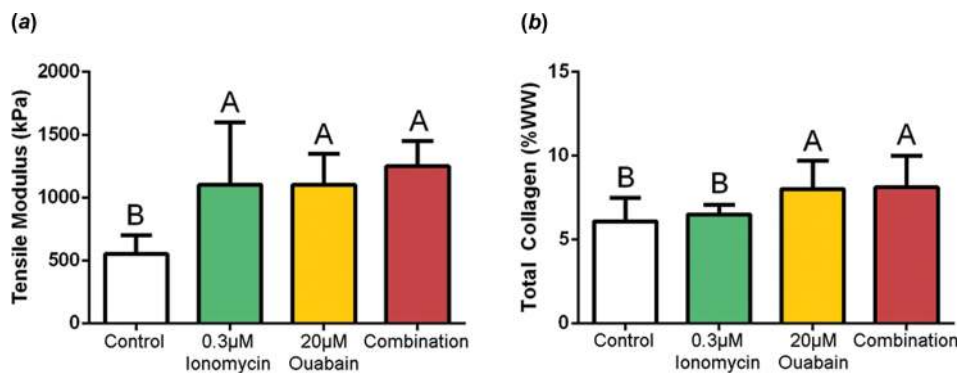 (a)
Tensile Modulus (kPa)
2000
1500
1000
500
0
B
A
A
A
Control
0.3µM
Ionomycin
20µM
Ouabain
Combination
(b)
Total Collagen (%WW)
15
10
5
0
B
B
A
A
Control
0.3µM
Ionomycin
20µM
Ouabain
Combination